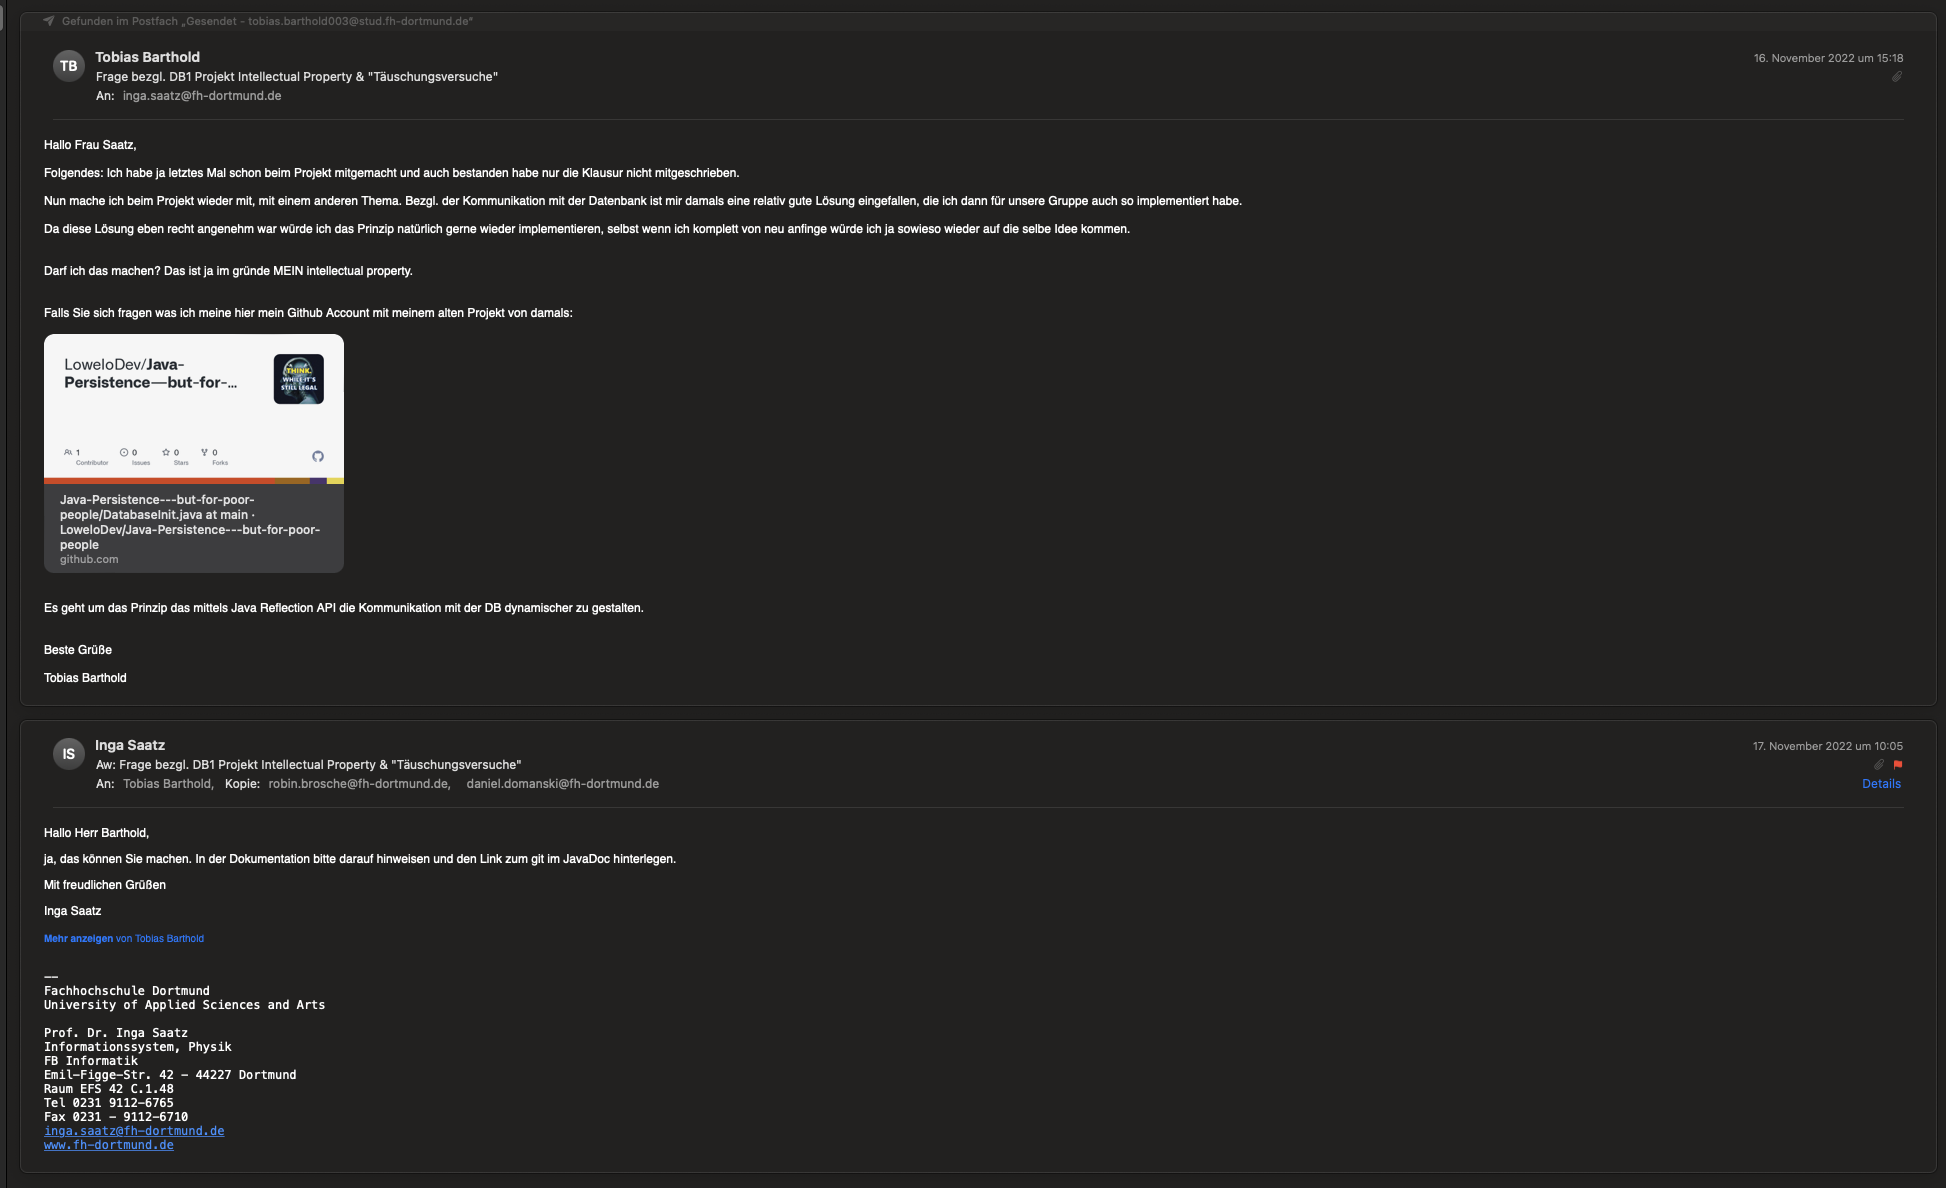 Gefunden im Postfach „Gesendet - tobias.barthold003@stud.fh-dortmund.de“
TB
Tobias Barthold
16. November 2022 um 15:18
Frage bezgl. DB1 Projekt Intellectual Property & "Täuschungsversuche"
An: inga.saatz@fh-dortmund.de
Hallo Frau Saatz,
Folgendes: Ich habe ja letztes Mal schon beim Projekt mitgemacht und auch bestanden habe nur die Klausur nicht mitgeschrieben.
Nun mache ich beim Projekt wieder mit, mit einem anderen Thema. Bezgl. der Kommunikation mit der Datenbank ist mir damals eine relativ gute Lösung eingefallen, die ich dann für unsere Gruppe auch so implementiert habe.
Da diese Lösung eben recht angenehm war würde ich das Prinzip natürlich gerne wieder implementieren, selbst wenn ich komplett von neu anfinge würde ich ja sowieso wieder auf die selbe Idee kommen.
Darf ich das machen? Das ist ja im gründe MEIN intellectual property.
Falls Sie sich fragen was ich meine hier mein Github Account mit meinem alten Projekt von damals:
LoweloDev/Java-
Persistence—but-for-...
THINK
WHILE IT'S
STILL LEGAL
1 0 0 0
Contributor Issues Stars Forks
Java-Persistence---but-for-poor-
people/DatabaseInit.java at main ·
LoweloDev/Java-Persistence---but-for-poor-
people
github.com
Es geht um das Prinzip das mittels Java Reflection API die Kommunikation mit der DB dynamischer zu gestalten.
Beste Grüße
Tobias Barthold
IS
Inga Saatz
17. November 2022 um 10:05
Aw: Frage bezgl. DB1 Projekt Intellectual Property & "Täuschungsversuche"
An: Tobias Barthold, Kopie: robin.brosche@fh-dortmund.de, daniel.domanski@fh-dortmund.de
Details
Hallo Herr Barthold,
ja, das können Sie machen. In der Dokumentation bitte darauf hinweisen und den Link zum git im JavaDoc hinterlegen.
Mit freudlichen Grüßen
Inga Saatz
Mehr anzeigen von Tobias Barthold
——
Fachhochschule Dortmund
University of Applied Sciences and Arts
Prof. Dr. Inga Saatz
Informationssystem, Physik
FB Informatik
Emil-Figge-Str. 42 - 44227 Dortmund
Raum EFS 42 C.1.48
Tel 0231 9112-6765
Fax 0231 - 9112-6710
inga.saatz@fh-dortmund.de
www.fh-dortmund.de